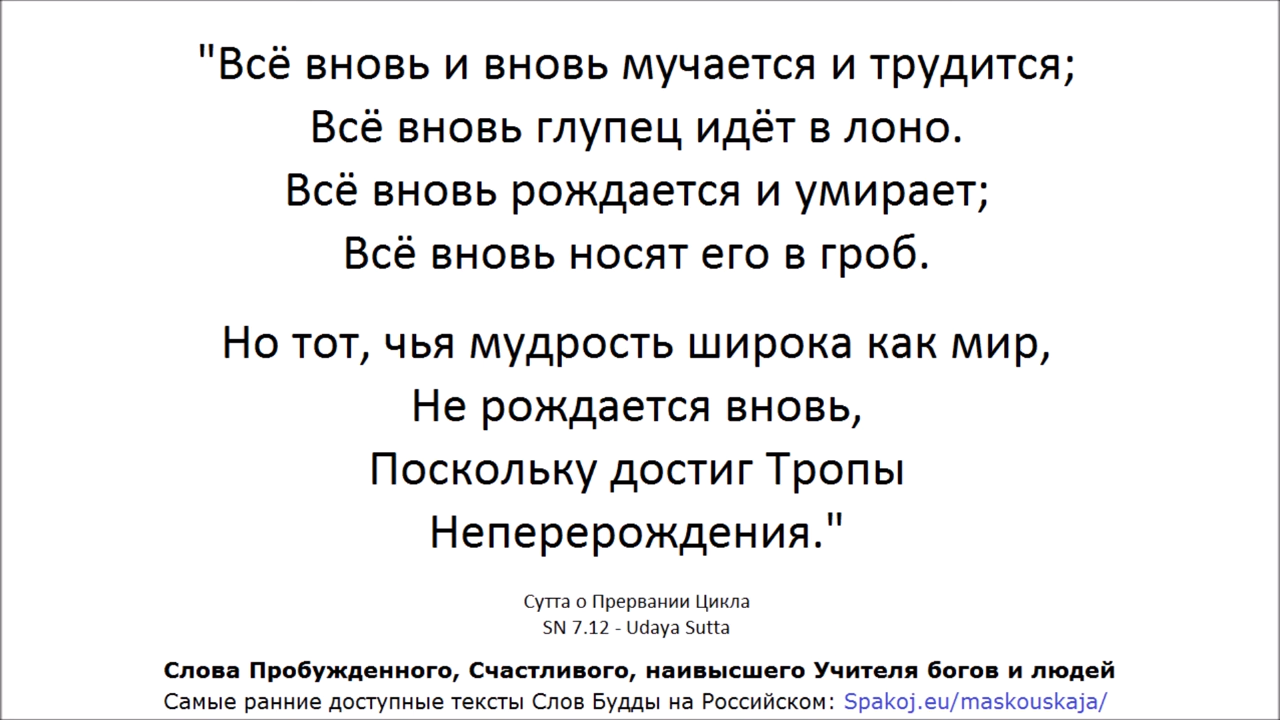 "Всё вновь и вновь мучается и трудится;
Всё вновь глупец идёт в лоно.
Всё вновь рождается и умирает;
Всё вновь носят его в гроб.
Но тот, чья мудрость широка как мир,
Не рождается вновь,
Поскольку достиг Тропы
Неперерождения."
Сутта о Прервании Цикла
SN 7.12 - Udaya Sutta
Слова Пробужденного, Счастливого, наивысшего Учителя богов и людей
Самые ранние доступные тексты Слов Будды на Российском: Spakoj.eu/maskouskaja/